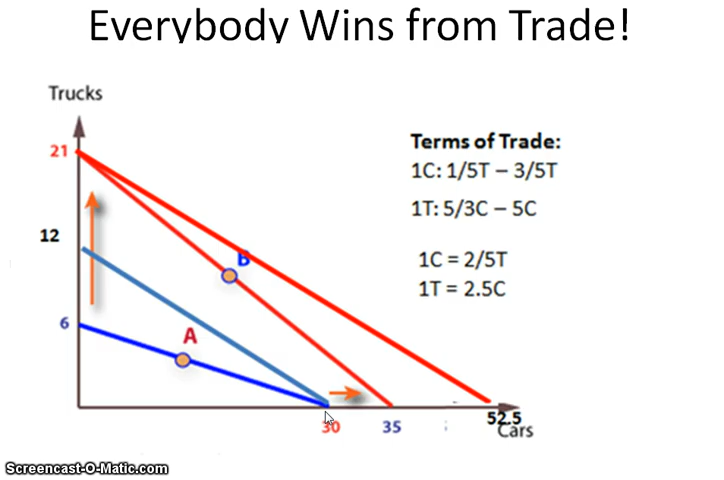 Everybody Wins from Trade!
Trucks
21
Terms of Trade:
1C: 1/5T – 3/5T
1T: 5/3C – 5C
12
B
1C = 2/5T
1T = 2.5C
6
A
30
35
52.5
Cars
Screencast-O-Matic.com